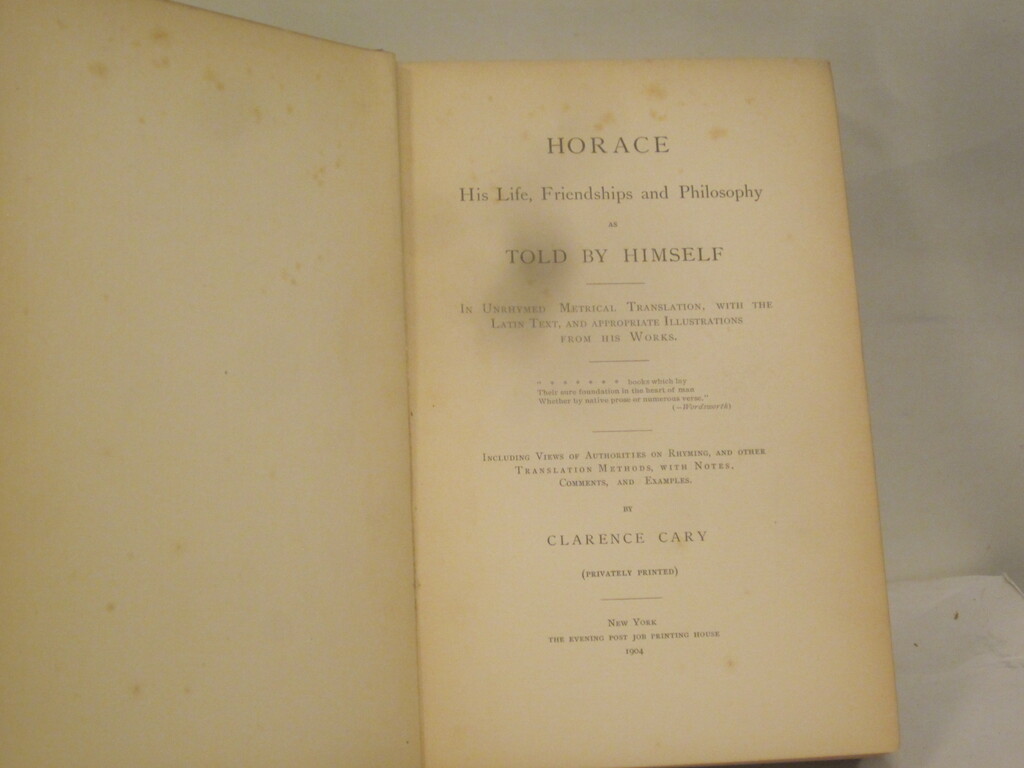 HORACE
His Life, Friendships and Philosophy
AS
TOLD BY HIMSELF
IN UNRHYMED METRICAL TRANSLATION, WITH THE
LATIN TEXT, AND APPROPRIATE ILLUSTRATIONS
FROM HIS WORKS.
" * * * * * * * books which lay
Their sure foundation in the heart of man
Whether by native prose or numerous verse."
(—Wordsworth)
INCLUDING VIEWS OF AUTHORITIES ON RHYMING, AND OTHER
TRANSLATION METHODS, WITH NOTES,
COMMENTS, AND EXAMPLES.
BY
CLARENCE CARY
(PRIVATELY PRINTED)
NEW YORK
THE EVENING POST JOB PRINTING HOUSE
1904